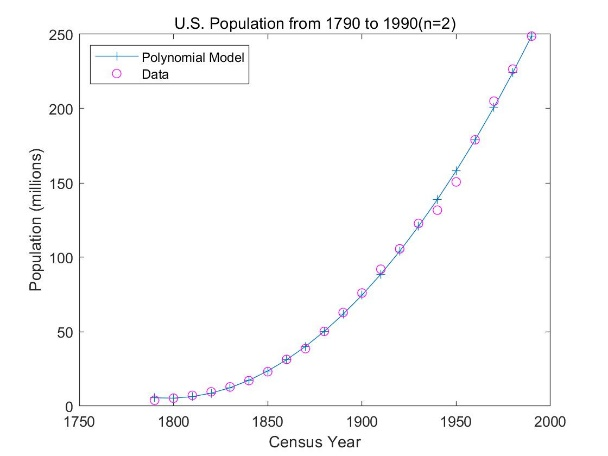 U.S. Population from 1790 to 1990(n=2)
Polynomial Model
Data
250
200
150
100
50
0
Population (millions)
1750 1800 1850 1900 1950 2000
Census Year